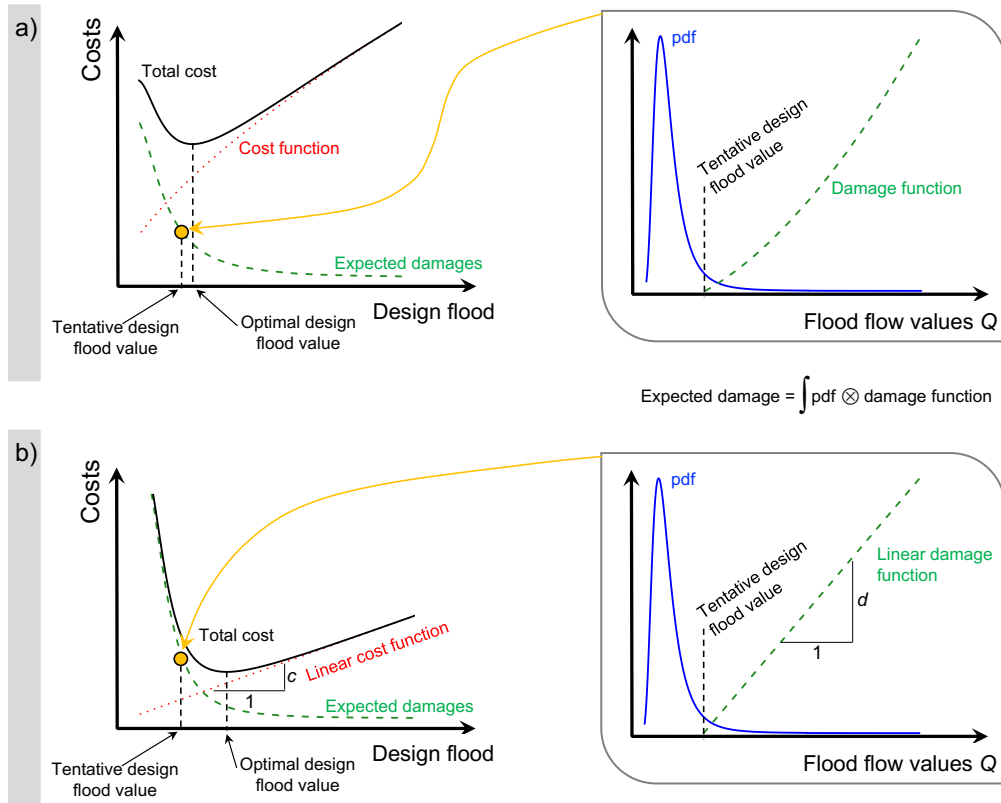 a)
Costs
Total cost
Cost function
Expected damages
Design flood
Tentative design
flood value
Optimal design
flood value
pdf
Tentative design
flood value
Damage function
Flood flow values Q
Expected damage = ∫ pdf ⊗ damage function
b)
Costs
Total cost
Linear cost function
c
1
Expected damages
Design flood
Tentative design
flood value
Optimal design
flood value
pdf
Tentative design
flood value
Linear damage
function
d
1
Flood flow values Q